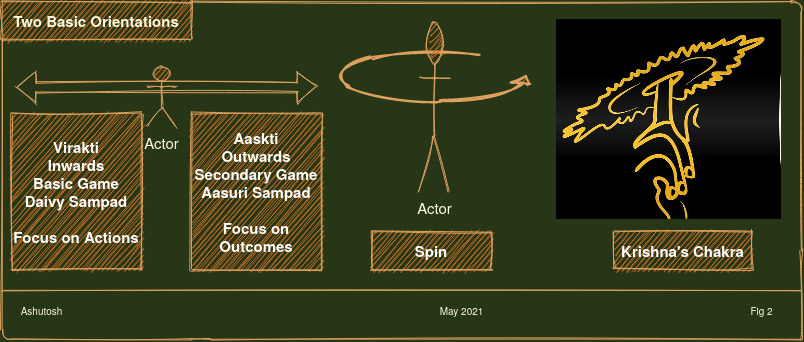 Two Basic Orientations
Actor
Virakti
Inwards
Basic Game
Daivy Sampad
Focus on Actions
Aaskti
Outwards
Secondary Game
Aasuri Sampad
Focus on
Outcomes
Actor
Spin
Krishna's Chakra
Ashutosh
May 2021
Fig 2